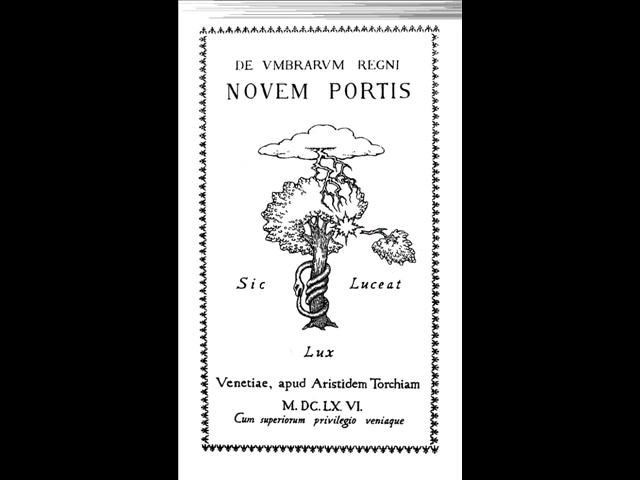 DE VMBRARVM REGNI
NOVEM PORTIS
Sic Luceat
Lux
Venetiae, apud Aristidem Torchiam
M. DC. LX. VI.
Cum superiorum privilegio veniaque